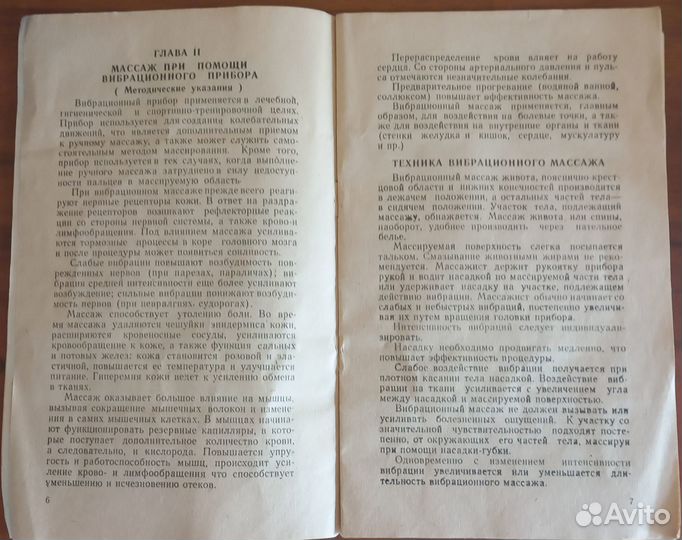 ГЛАВА II
МАССАЖ ПРИ ПОМОЩИ
ВИБРАЦИОННОГО ПРИБОРА
( Методические указания )
Вибрационный прибор применяется в лечебной,
гигиенической и спортивно-тренировочной целях.
Прибор используется для создания колебательных
движений, что является дополнительным приемом
к ручному массажу, а также может служить само-
стоятельным методом массирования. Кроме того,
прибор используется в тех случаях, когда выполне-
ние ручного массажа затруднено в силу недоступ-
ности пальцев в массируемую область
При вибрационном массаже прежде всего реаги-
руют нервные рецепторы кожи. В ответ на раздра-
жение рецепторов возникают рефлекторные реак-
ции со стороны нервной системы, а также крово-и
лимфообращения. Под влиянием массажа усилива-
ются тормозные процессы в коре головного мозга
и после процедуры может появиться сонливость.
Слабые вибрации повышают возбудимость пов-
режденных нервов (при парезах, параличах); виб-
рация средней интенсивности еще более усиливают
возбуждение; сильные вибрации понижают возбуди-
мость нервов (при невралгиях, судорогах).
Массаж способствует утолению боли. Во вре-
мя массажа удаляются чешуйки эпидермиса кожи,
расширяются кровеносные сосуды, усиливаются
кровообращение к коже, а также функция сальных
и потовых желез: кожа становится розовой и элас-
тичной, повышается ее температура и улучшается
питание. Гиперемия кожи ведет к усилению обмена
в тканях.
Массаж оказывает большое влияние на мышцы,
вызывая сокращение мышечных волокон и измене-
ния в самих мышечных клетках. В мышцах начина-
ют функционировать резервные капилляры, в кото-
рые поступает дополнительное количество крови,
а следовательно, и кислорода. Повышается упру-
гость и работоспособность мышц, происходит уси-
ление крово- и лимфообращения что способствует
уменьшению и исчезновению отеков.
6
Перераспределение крови влияет на работу
сердца. Со стороны артериального давления и пуль-
са отмечаются незначительные колебания.
Предварительное прогревание (водяной ванной,
соллюксом) повышает эффективность массажа.
Вибрационный массаж применяется, главным
образом, для воздействия на болевые точки, а так-
же для воздействия на внутренние органы и ткани
(стенки желудка и кишок, сердце, мускулатуру
и пр.)
ТЕХНИКА ВИБРАЦИОННОГО МАССАЖА
Вибрационный массаж живота, пояснично-крест-
цовой области и нижних конечностей производится
в лежачем положении, а остальных частей тела—
в сидячем положении. Участок тела, подлежащий
массажу, обнажается. Массаж живота или спины,
наоборот, удобнее производить через нательное
белье.
Массируемая поверхность слегка посыпается
тальком. Смазывание животными жирами не реко-
мендуется. Массажист держит рукоятку прибора
рукой и водит насадкой по массируемой части тела
или удерживает насадку на участке, подлежащем
действию вибрации. Массажист обычно начинает со
слабых и небыстрых вибраций, постепенно увеличи-
вая их путем вращения головки прибора.
Интенсивность вибраций следует индивидуали-
зировать.
Насадку необходимо продвигать медленно, что
повышает эффективность процедуры.
Слабое воздействие вибрации получается при
плотном касании тела насадкой. Воздействие виб-
рации на ткани усиливается с увеличением угла
между насадкой и массируемой поверхностью.
Вибрационный массаж не должен вызывать или
усиливать болезненных ощущений. К участку со
значительной чувствительностью подходят посте-
пенно, от окружающих его частей тела, массируя
при помощи насадки-губки.
Одновременно с изменением интенсивности
вибрации увеличивается или уменьшается дли-
тельность вибрационного массажа.
7
Avito